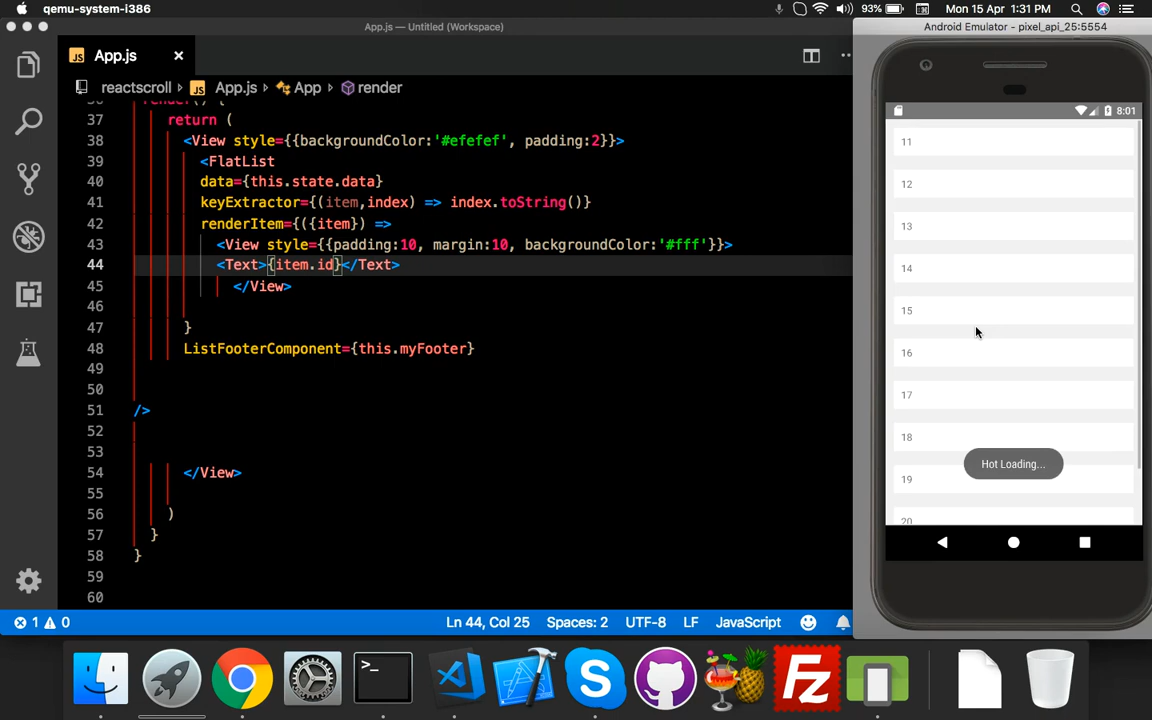 qemu-system-i386
93%
Mon 15 Apr 1:31 PM
App.js — Untitled (Workspace)
Android Emulator - pixel_api_25:5554
JS App.js ×
reactscroll › JS App.js › App › render
37 return (
38 <View style={{backgroundColor:'#efefef', padding:2}}>
39 <FlatList
40 data={this.state.data}
41 keyExtractor={(item,index) => index.toString()}
42 renderItem={({item}) =>
43 <View style={{padding:10, margin:10, backgroundColor:'#fff'}}>
44 <Text>{item.id}</Text>
45 </View>
46
47 }
48 ListFooterComponent={this.myFooter}
49
50
51 />
52
53
54 </View>
55
56 )
57 }
58 }
59
60
8:01
11
12
13
14
15
16
17
18
Hot Loading...
19
20
1 0
Ln 44, Col 25 Spaces: 2 UTF-8 LF JavaScript
>_
S
Fz